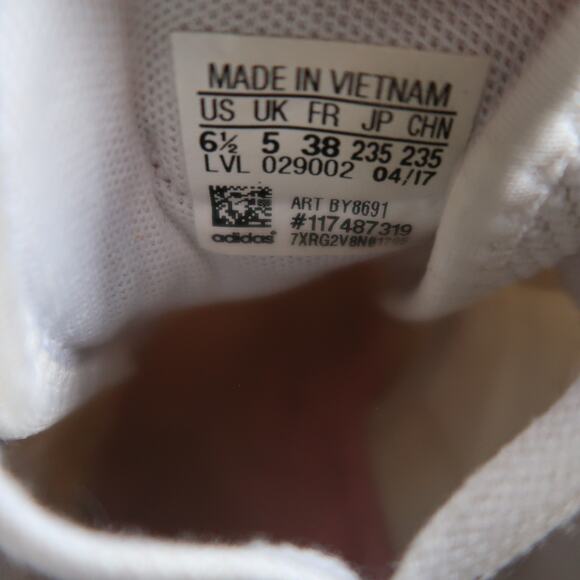 MADE IN VIETNAM
US UK FR JP CHN
6½ 5 38 235 235
LVL 029002 04/17
ART BY8691
#117487319
adidas